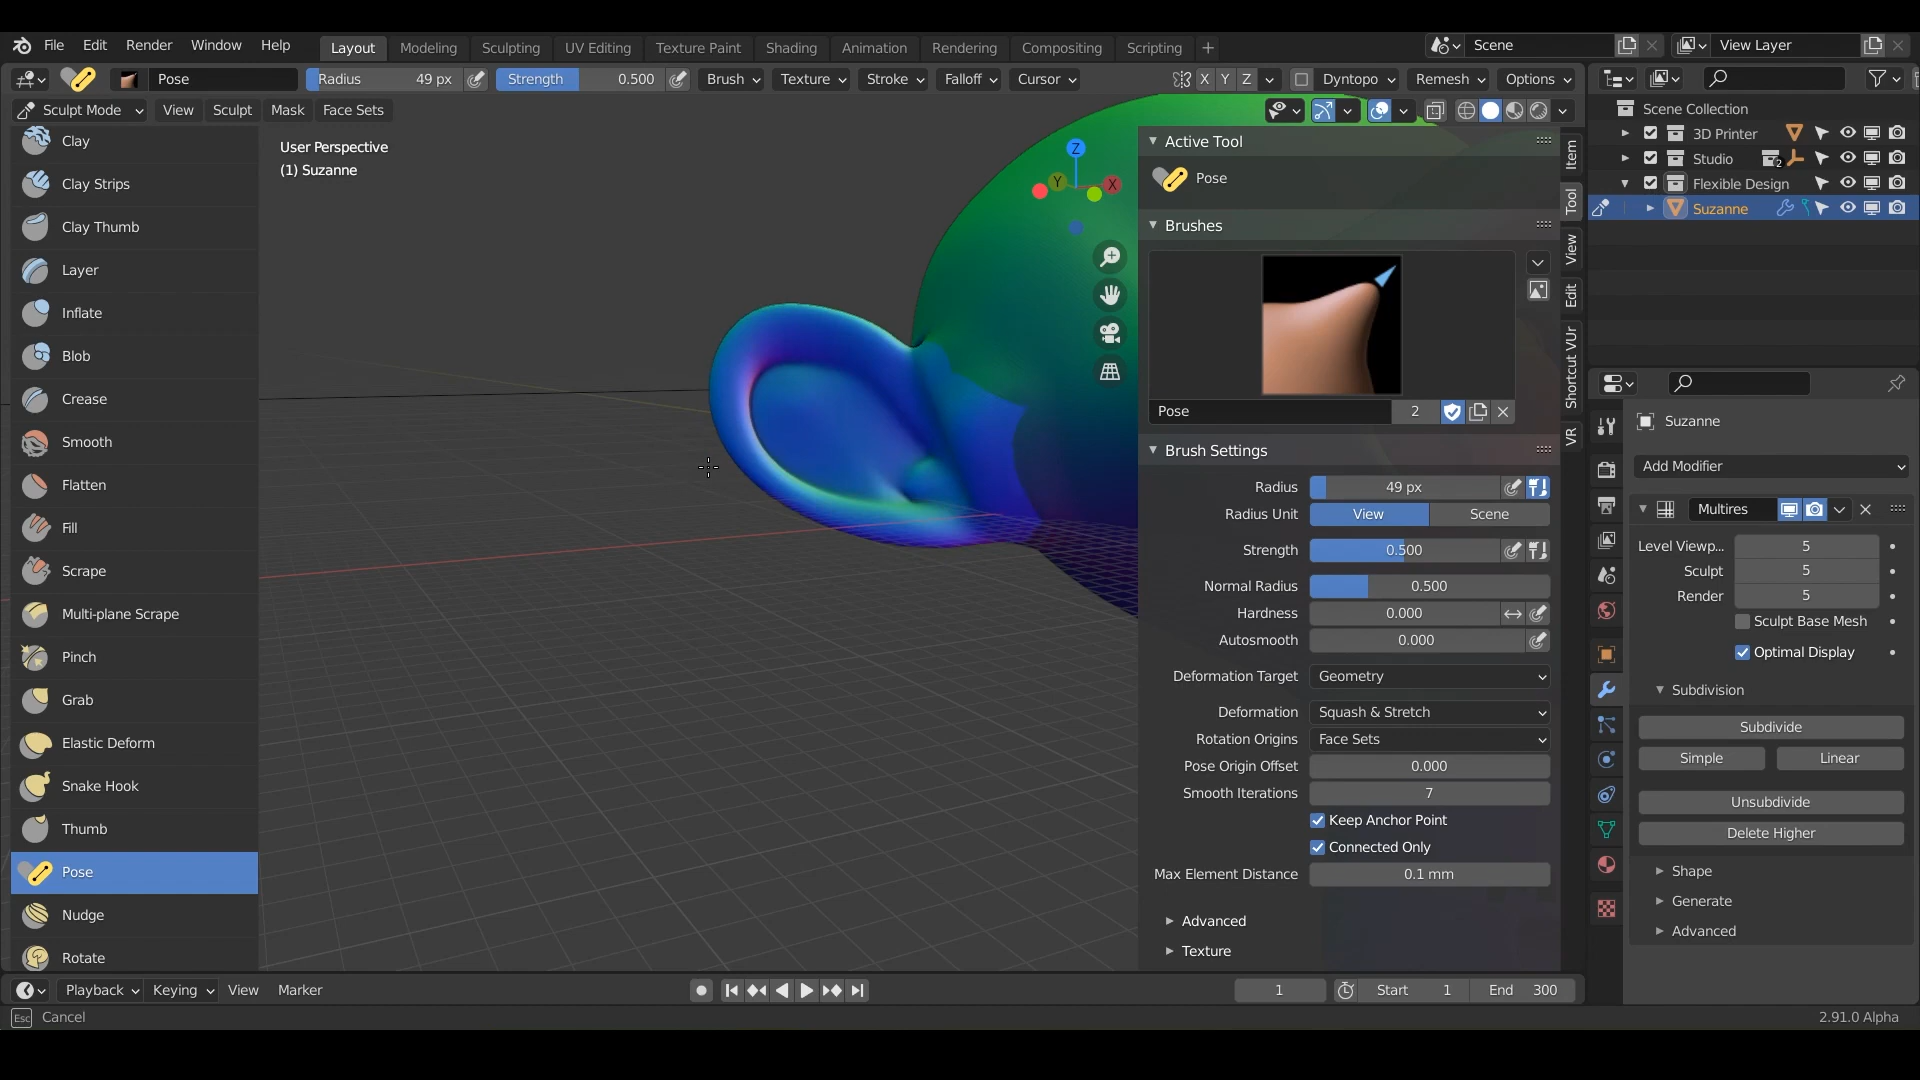 File Edit Render Window Help Layout Modeling Sculpting UV Editing Texture Paint Shading Animation Rendering Compositing Scripting + Scene View Layer
Pose Radius 49 px Strength 0.500 Brush Texture Stroke Falloff Cursor X Y Z Dyntopo Remesh Options
Sculpt Mode View Sculpt Mask Face Sets
User Perspective
(1) Suzanne
Z
Y
X
Clay
Clay Strips
Clay Thumb
Layer
Inflate
Blob
Crease
Smooth
Flatten
Fill
Scrape
Multi-plane Scrape
Pinch
Grab
Elastic Deform
Snake Hook
Thumb
Pose
Nudge
Rotate
Active Tool
Pose
Brushes
Pose 2
Brush Settings
Radius 49 px
Radius Unit View Scene
Strength 0.500
Normal Radius 0.500
Hardness 0.000
Autosmooth 0.000
Deformation Target Geometry
Deformation Squash & Stretch
Rotation Origins Face Sets
Pose Origin Offset 0.000
Smooth Iterations 7
Keep Anchor Point
Connected Only
Max Element Distance 0.1 mm
Advanced
Texture
Item
Tool
View
Edit
Shortcut VUr
VR
Scene Collection
3D Printer
Studio 2
Flexible Design
Suzanne
Suzanne
Add Modifier
Multires
Level Viewp... 5
Sculpt 5
Render 5
Sculpt Base Mesh
Optimal Display
Subdivision
Subdivide
Simple Linear
Unsubdivide
Delete Higher
Shape
Generate
Advanced
Playback Keying View Marker 1 Start 1 End 300
Esc Cancel 2.91.0 Alpha